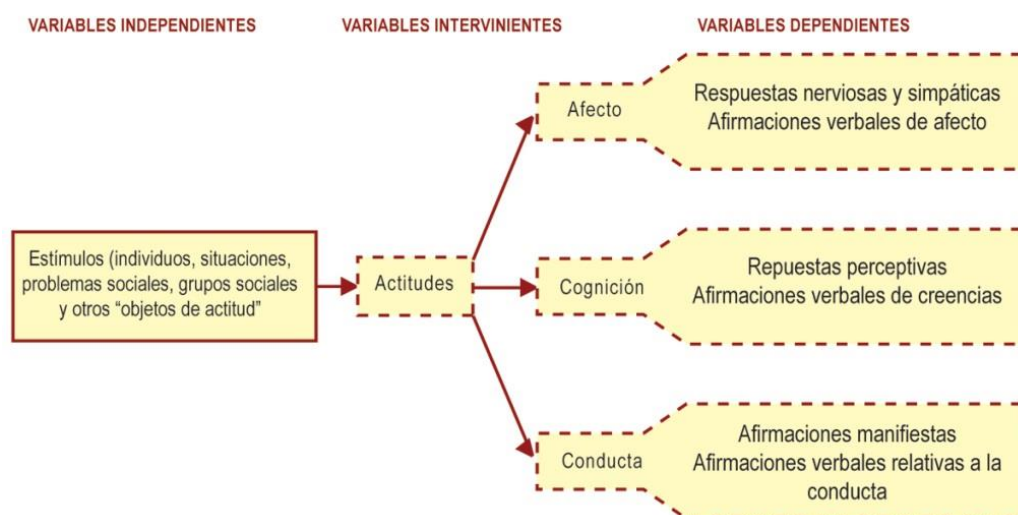 VARIABLES INDEPENDIENTES
VARIABLES INTERVINIENTES
VARIABLES DEPENDIENTES
Afecto
Respuestas nerviosas y simpáticas
Afirmaciones verbales de afecto
Estímulos (individuos, situaciones,
problemas sociales, grupos sociales
y otros “objetos de actitud”
Actitudes
Cognición
Repuestas perceptivas
Afirmaciones verbales de creencias
Conducta
Afirmaciones manifiestas
Afirmaciones verbales relativas a la
conducta